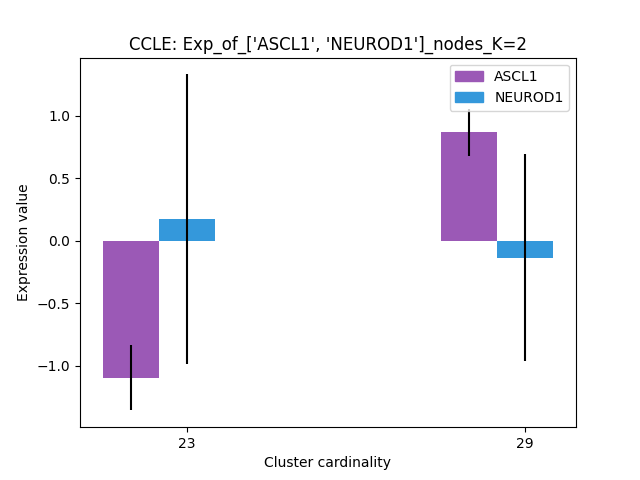 CCLE: Exp_of_['ASCL1', 'NEUROD1']_nodes_K=2
ASCL1
NEUROD1
1.0
0.5
0.0
−0.5
−1.0
Expression value
23
29
Cluster cardinality